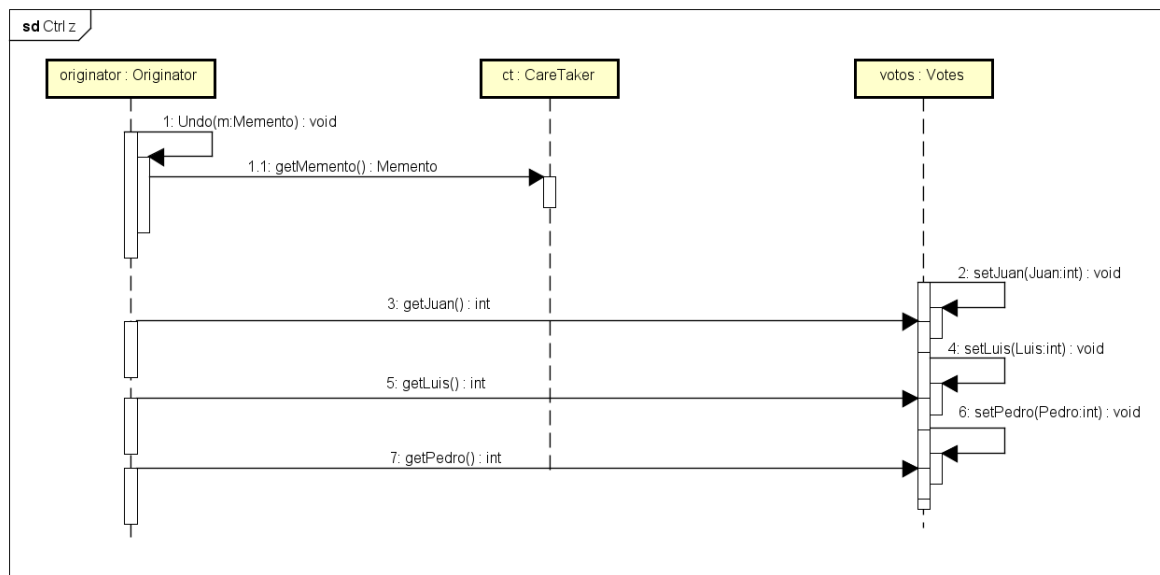 sd Ctrl z
originator : Originator
ct : CareTaker
votos : Votes
1: Undo(m:Memento) : void
1.1: getMemento() : Memento
2: setJuan(Juan:int) : void
3: getJuan() : int
4: setLuis(Luis:int) : void
5: getLuis() : int
6: setPedro(Pedro:int) : void
7: getPedro() : int